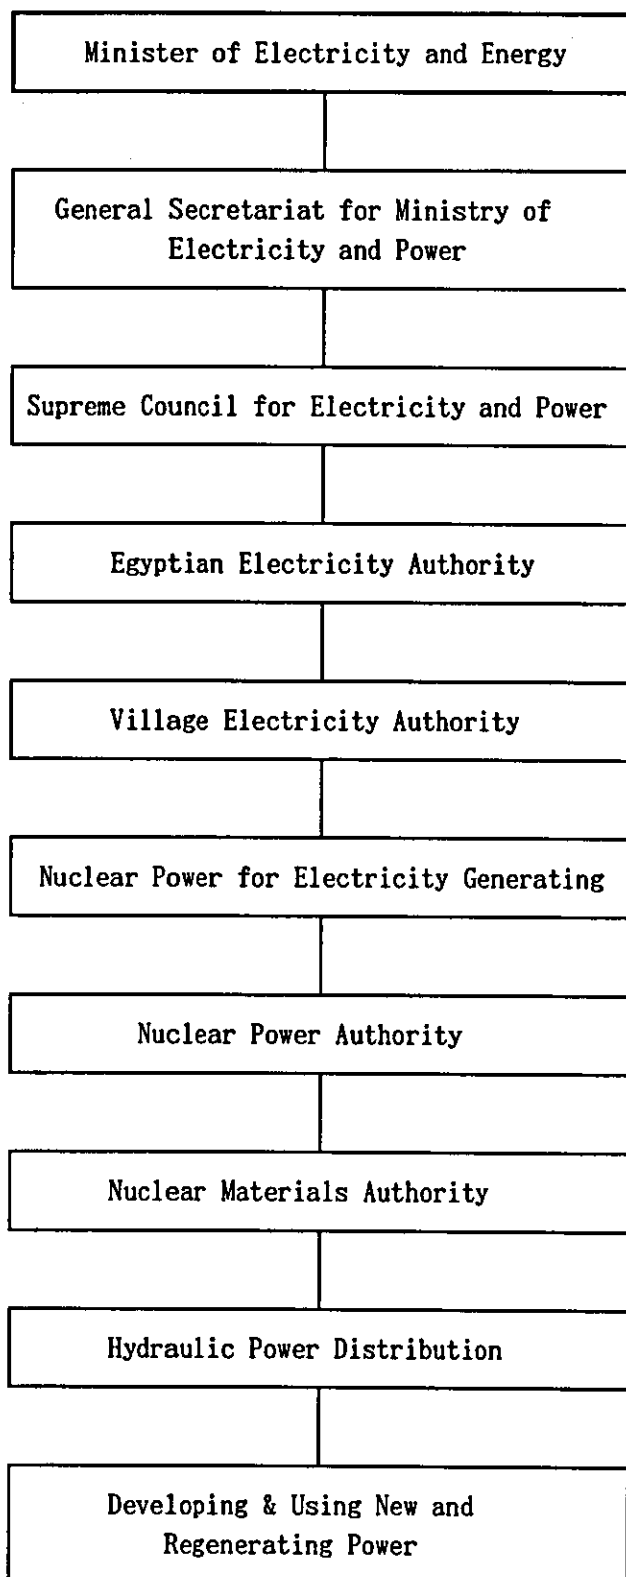 Minister of Electricity and Energy
General Secretariat for Ministry of
Electricity and Power
Supreme Council for Electricity and Power
Egyptian Electricity Authority
Village Electricity Authority
Nuclear Power for Electricity Generating
Nuclear Power Authority
Nuclear Materials Authority
Hydraulic Power Distribution
Developing & Using New and
Regenerating Power